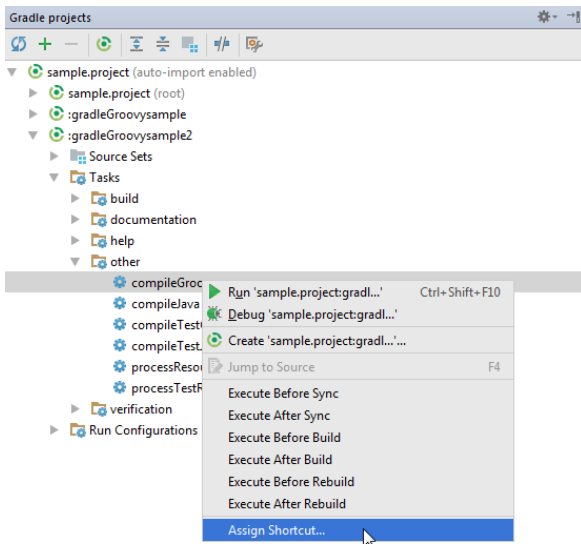 Gradle projects
sample.project (auto-import enabled)
sample.project (root)
:gradleGroovysample
:gradleGroovysample2
Source Sets
Tasks
build
documentation
help
other
compileGroo
Run 'sample.project:gradl...' Ctrl+Shift+F10
compileJava
Debug 'sample.project:gradl...'
compileTest
Create 'sample.project:gradl...'...
compileTest
processResou
Jump to Source F4
processTestR
Execute Before Sync
verification
Execute After Sync
Run Configurations
Execute Before Build
Execute After Build
Execute Before Rebuild
Execute After Rebuild
Assign Shortcut...